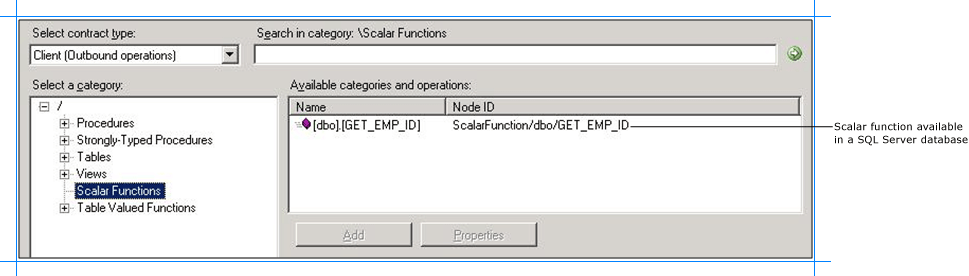 Select contract type:
Search in category: \Scalar Functions
Client (Outbound operations)
Select a category:
Available categories and operations:
/
Procedures
Strongly-Typed Procedures
Tables
Views
Scalar Functions
Table Valued Functions
Name
Node ID
[dbo].[GET_EMP_ID]
ScalarFunction/dbo/GET_EMP_ID
Scalar function available
in a SQL Server database
Add
Properties